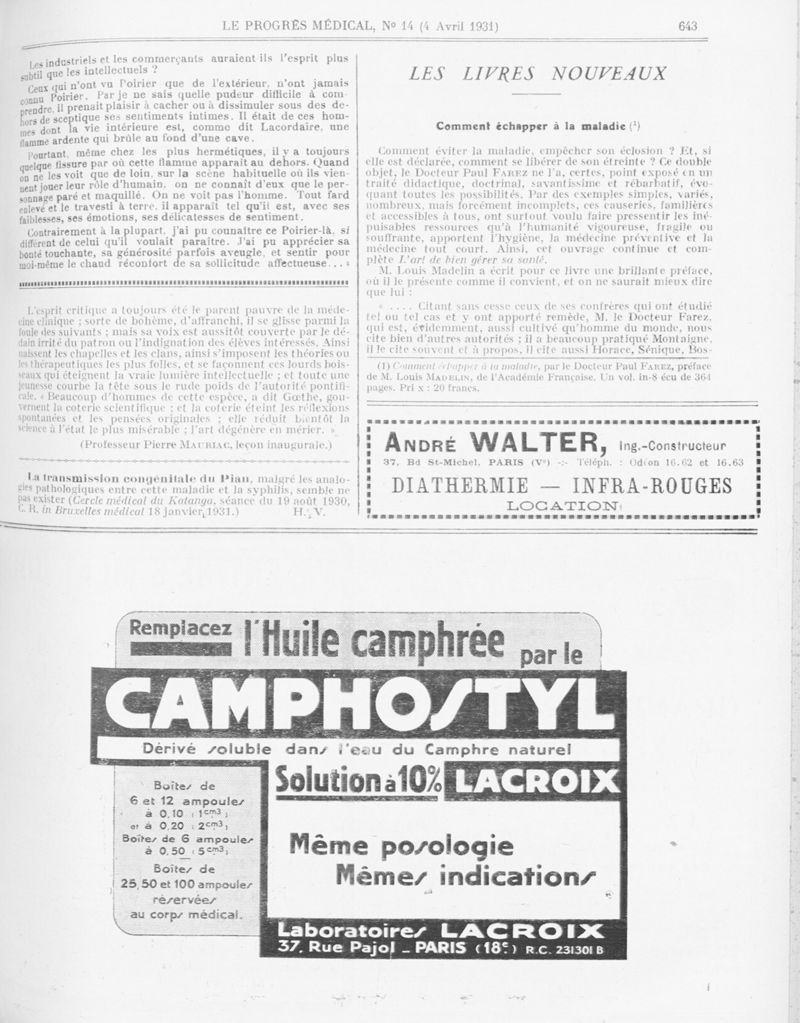 LE PROGRÈS MÉDICAL, No 14 (4 Avril 1931)
643
Les industriels et les commerçants auraient ils l'esprit plus
subtil que les intellectuels ?
Ceux qui n'ont vu Poirier que de l'extérieur, n'ont jamais
connu Poirier. Par je ne sais quelle pudeur difficile à com-
prendre, il prenait plaisir à cacher ou à dissimuler sous des de-
hors de sceptique ses sentiments intimes. Il était de ces hom-
mes dont la vie intérieure est, comme dit Lacordaire, une
flamme ardente qui brûle au fond d'une cave.
Pourtant, même chez les plus hermétiques, il y a toujours
quelque fissure par où cette flamme apparaît au dehors. Quand
on ne les voit que de loin, sur la scène habituelle où ils vien-
nent jouer leur rôle d'humain, on ne connaît d'eux que le per-
sonnage paré et maquillé. On ne voit pas l'homme. Tout fard
enlevé et le travesti à terre, il apparaît tel qu'il est, avec ses
faiblesses, ses émotions, ses délicatesses de sentiment.
Contrairement à la plupart, j'ai pu connaître ce Poirier-là, si
différent de celui qu'il voulait paraître. J'ai pu apprécier sa
bonté touchante, sa générosité parfois aveugle, et sentir pour
moi-même le chaud réconfort de sa sollicitude affectueuse... »
L'esprit critique a toujours été le parent pauvre de la méde-
cine clinique ; sorte de bohème, d'affranchi, il se glisse parmi la
foule des suivants ; mais sa voix est aussitôt couverte par le dé-
dain irrité du patron ou l'indignation des élèves intéressés. Ainsi
naissent les chapelles et les clans, ainsi s'imposent les théories ou
les thérapeutiques les plus folles, et se façonnent ces lourds bois-
seaux qui éteignent la vraie lumière intellectuelle ; et toute une
jeunesse courbe la tête sous le rude poids de l'autorité pontifi-
cale. « Beaucoup d'hommes de cette espèce, a dit Gœthe, gou-
vernent la coterie scientifique ; et la coterie éteint les réflexions
spontanées et les pensées originales ; elle réduit bientôt la
science à l'état le plus misérable ; l'art dégénère en métier. »
(Professeur Pierre MAURIAC, leçon inaugurale.)
La transmission congénitale du Pian, malgré les analo-
gies pathologiques entre cette maladie et la syphilis, semble ne
pas exister (Cercle médical du Katanga, séance du 19 août 1930,
C. R. in Bruxelles médical 18 janvier 1931.) H. V.
LES LIVRES NOUVEAUX
Comment échapper à la maladie (1)
Comment éviter la maladie, empêcher son éclosion ? Et, si
elle est déclarée, comment se libérer de son étreinte ? Ce double
objet, le Docteur Paul FAREZ ne l'a, certes, point exposé en un
traité didactique, doctrinal, savantissime et rébarbatif, évo-
quant toutes les possibilités. Par des exemples simples, variés,
nombreux, mais forcément incomplets, ces causeries, familières
et accessibles à tous, ont surtout voulu faire pressentir les iné-
puisables ressources qu'à l'humanité vigoureuse, fragile ou
souffrante, apportent l'hygiène, la médecine préventive et la
médecine tout court. Ainsi, cet ouvrage continue et com-
plète L'art de bien gérer sa santé.
M. Louis Madelin a écrit pour ce livre une brillante préface,
où il le présente comme il convient, et on ne saurait mieux dire
que lui :
« .... Citant sans cesse ceux de ses confrères qui ont étudié
tel ou tel cas et y ont apporté remède, M. le Docteur Farez,
qui est, évidemment, aussi cultivé qu'homme du monde, nous
cite bien d'autres autorités ; il a beaucoup pratiqué Montaigne,
il le cite souvent et à propos, il cite aussi Horace, Sénique, Bos-
(1) Comment échapper à la maladie, par le Docteur Paul FAREZ, préface
de M. Louis MADELIN, de l'Académie Française. Un vol. in-8 écu de 364
pages. Prix : 20 francs.
ANDRÉ WALTER, Ing.-Constructeur
37, Bd St-Michel, PARIS (Ve) -:- Téléph. : Odéon 16.62 et 16.63
DIATHERMIE — INFRA-ROUGES
LOCATION
Remplacez l'Huile camphrée par le
CAMPHOSTYL
Dérivé soluble dans l'eau du Camphre naturel
Solution à 10% LACROIX
Boîtes de
6 et 12 ampoules
à 0,10 (1cm3)
et à 0,20 (2cm3)
Boîtes de 6 ampoules
à 0,50 (5cm3)
Boîtes de
25, 50 et 100 ampoules
réservées
au corps médical.
Même posologie
Mêmes indications
Laboratoires LACROIX
37, Rue Pajol _ PARIS (18e) R.C. 231301 B